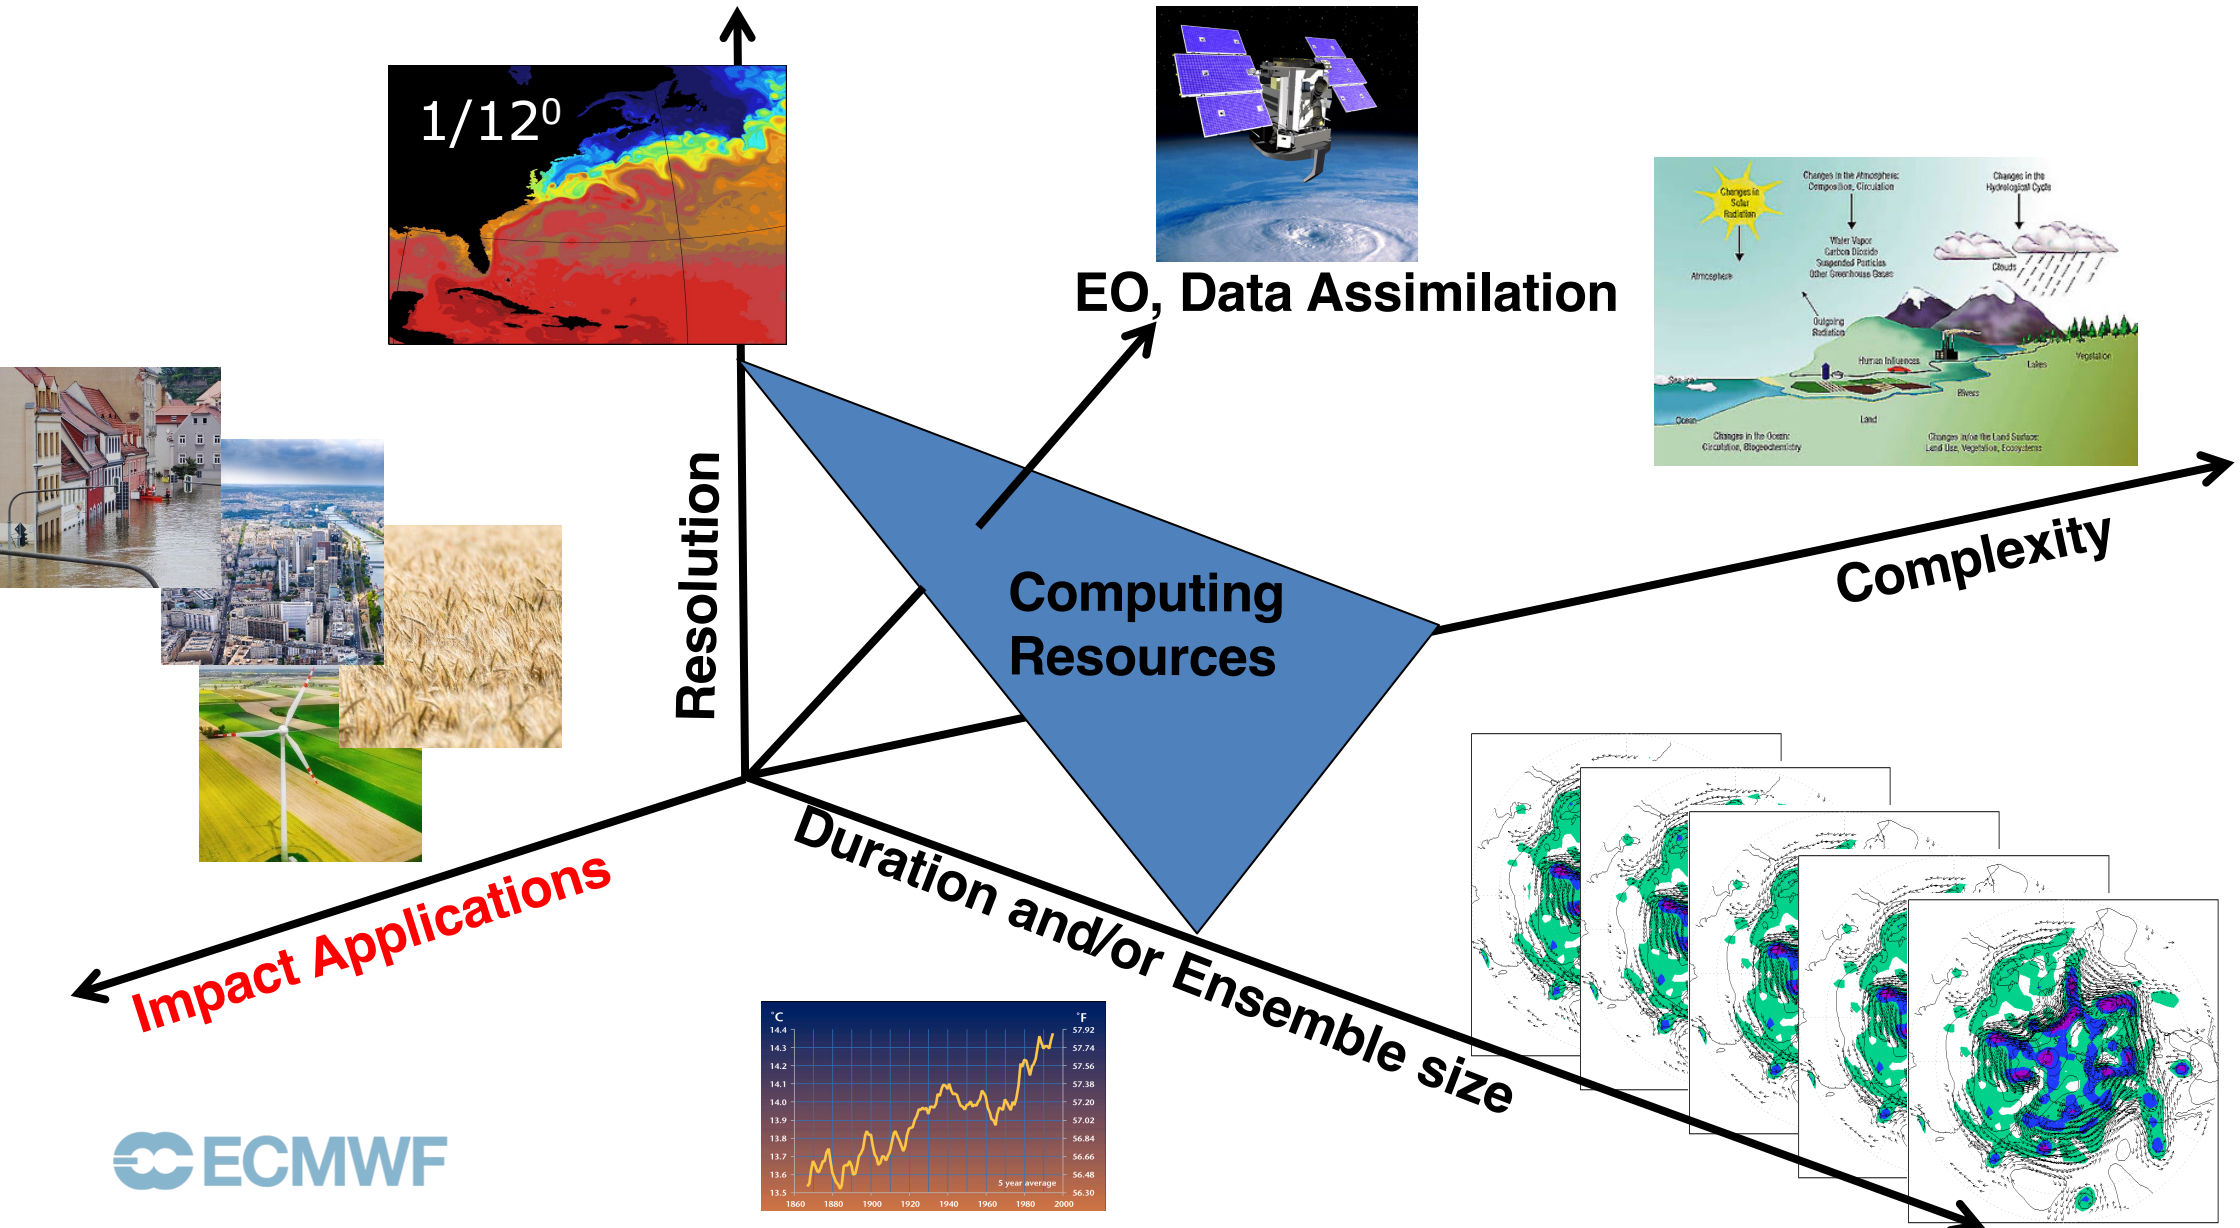 1/12⁰
EO, Data Assimilation
Changes in
Solar
Radiation
Changes in the Atmosphere:
Composition, Circulation
Changes in the
Hydrological Cycle
Water Vapor
Carbon Dioxide
Suspended Particles
Other Greenhouse Gases
Atmosphere
Clouds
Outgoing
Radiation
Human Influences
Lakes
Vegetation
Rivers
Ocean
Land
Changes in the Ocean:
Circulation, Biogeochemistry
Changes in/on the Land Surface:
Land Use, Vegetation, Ecosystems
Resolution
Complexity
Computing
Resources
Duration and/or Ensemble size
Impact Applications
°C
°F
14.4
57.92
14.3
57.74
14.2
57.56
14.1
57.38
14.0
57.20
13.9
57.02
13.8
56.84
13.7
56.66
13.6
56.48
13.5
56.30
5 year average
1860 1880 1900 1920 1940 1960 1980 2000
ECMWF